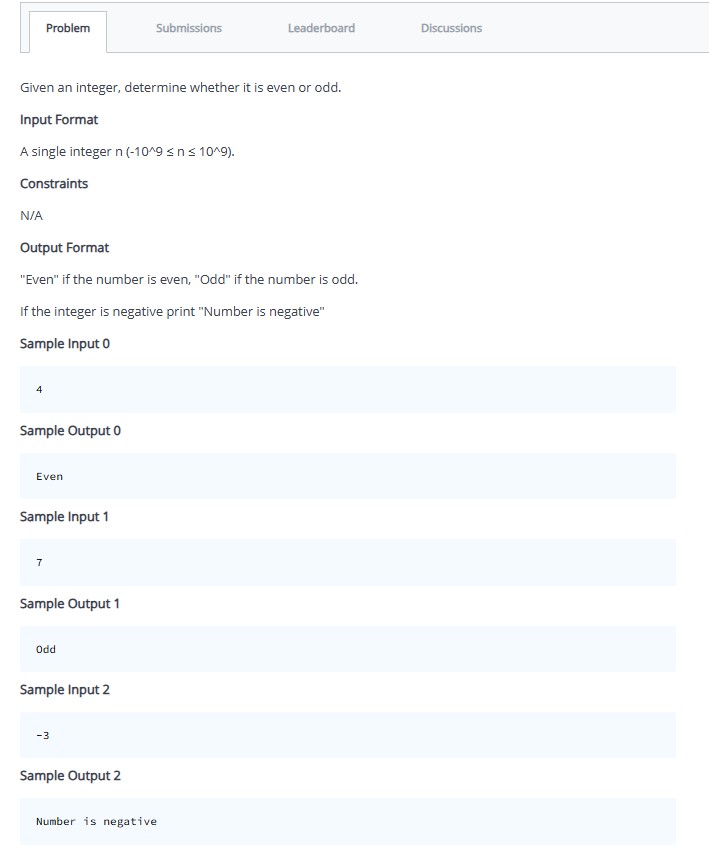 Problem Submissions Leaderboard Discussions
Given an integer, determine whether it is even or odd.
Input Format
A single integer n (-10^9 ≤ n ≤ 10^9).
Constraints
N/A
Output Format
"Even" if the number is even, "Odd" if the number is odd.
If the integer is negative print "Number is negative"
Sample Input 0
4
Sample Output 0
Even
Sample Input 1
7
Sample Output 1
Odd
Sample Input 2
-3
Sample Output 2
Number is negative